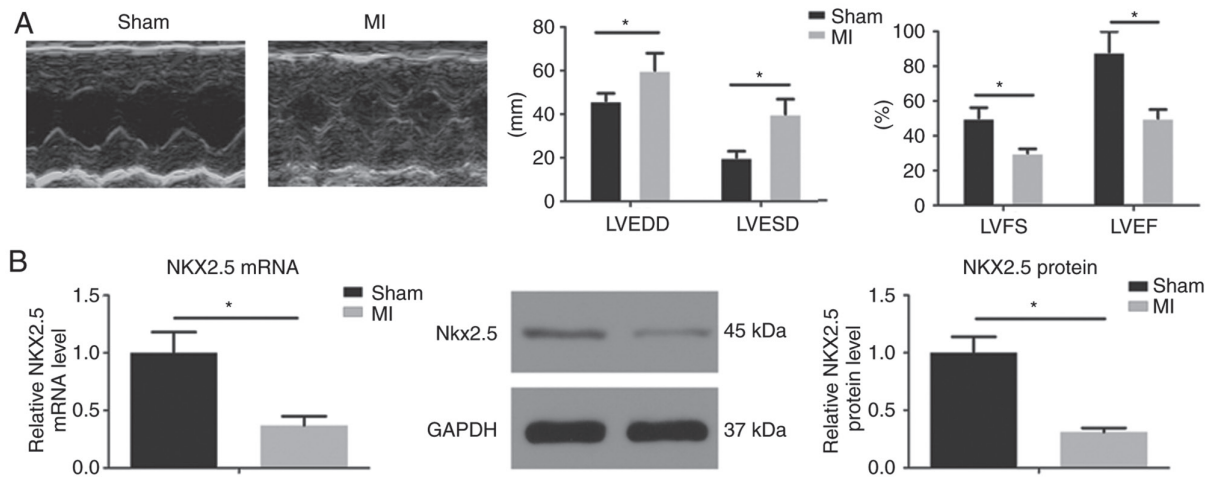 A
Sham
MI
80
60
40
20
0
(mm)
*
*
LVEDD
LVESD
Sham
MI
100
80
60
40
20
0
(%)
*
*
LVFS
LVEF
B
NKX2.5 mRNA
1.5
1.0
0.5
0.0
Relative NKX2.5
mRNA level
*
Sham
MI
Nkx2.5
45 kDa
GAPDH
37 kDa
NKX2.5 protein
1.5
1.0
0.5
0.0
Relative NKX2.5
protein level
*
Sham
MI